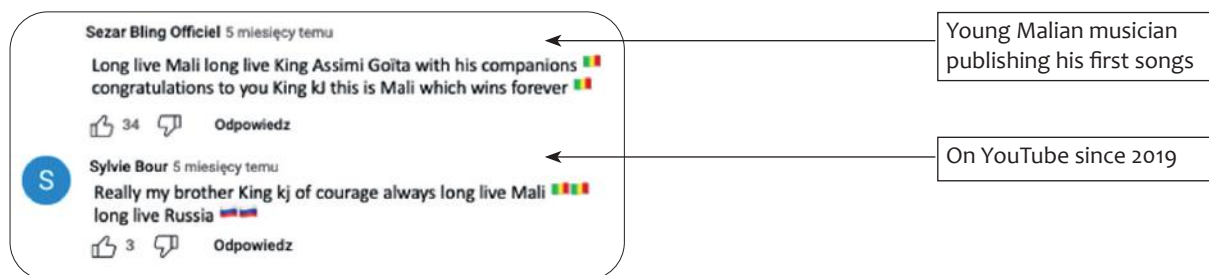 Sezar Bling Officiel 5 miesięcy temu
Long live Mali long live King Assimi Goïta with his companions 🇲🇱
congratulations to you King kJ this is Mali which wins forever 🇲🇱
34 Odpowiedz
S
Sylvie Bour 5 miesięcy temu
Really my brother King kj of courage always long live Mali 🇲🇱🇲🇱
long live Russia 🇷🇺🇷🇺
3 Odpowiedz
Young Malian musician
publishing his first songs
On YouTube since 2019